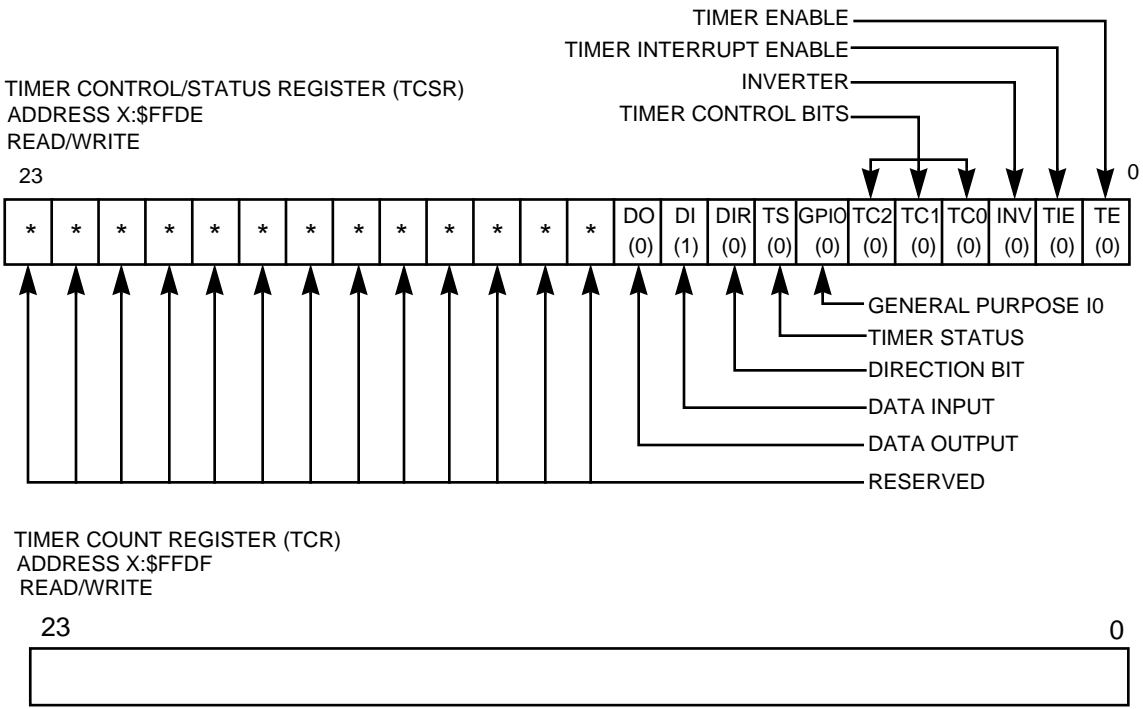 TIMER ENABLE
TIMER INTERRUPT ENABLE
INVERTER
TIMER CONTROL BITS
TIMER CONTROL/STATUS REGISTER (TCSR)
ADDRESS X:$FFDE
READ/WRITE
23 0
* * * * * * * * * * * * * DO DI DIR TS GPIO TC2 TC1 TC0 INV TIE TE
(0) (1) (0) (0) (0) (0) (0) (0) (0) (0) (0)
GENERAL PURPOSE I0
TIMER STATUS
DIRECTION BIT
DATA INPUT
DATA OUTPUT
RESERVED
TIMER COUNT REGISTER (TCR)
ADDRESS X:$FFDF
READ/WRITE
23 0